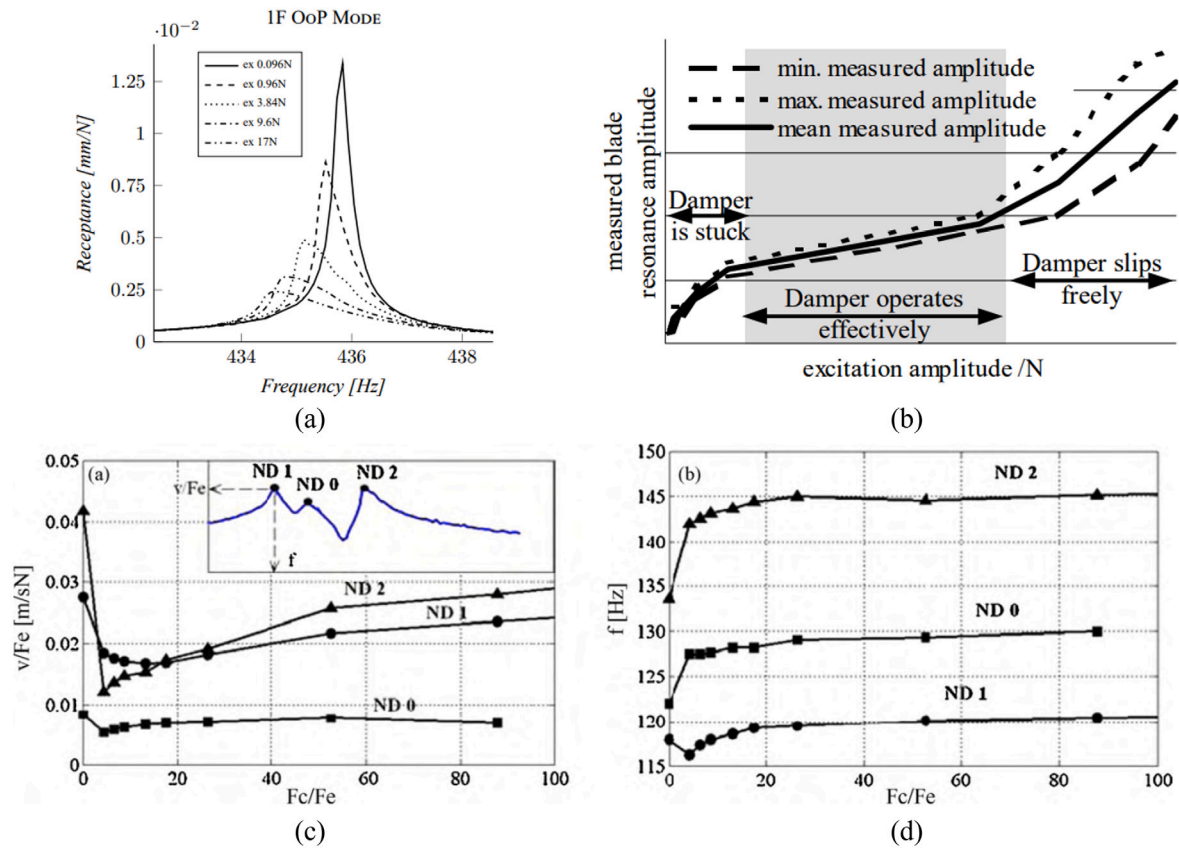 1F OOP MODE
·10⁻²
1.25
1
0.75
0.5
0.25
0
Receptance [mm/N]
ex 0.096N
ex 0.96N
ex 3.84N
ex 9.6N
ex 17N
434
436
438
Frequency [Hz]
(a)
measured blade
resonance amplitude
min. measured amplitude
max. measured amplitude
mean measured amplitude
Damper
is stuck
Damper operates
effectively
Damper slips
freely
excitation amplitude /N
(b)
(a)
0.05
0.04
0.03
0.02
0.01
0
v/Fe [m/sN]
ND 1
ND 0
ND 2
v/Fe
f
ND 2
ND 1
ND 0
0
20
40
60
80
100
Fc/Fe
(c)
(b)
150
145
140
135
130
125
120
115
f [Hz]
ND 2
ND 0
ND 1
0
20
40
60
80
100
Fc/Fe
(d)